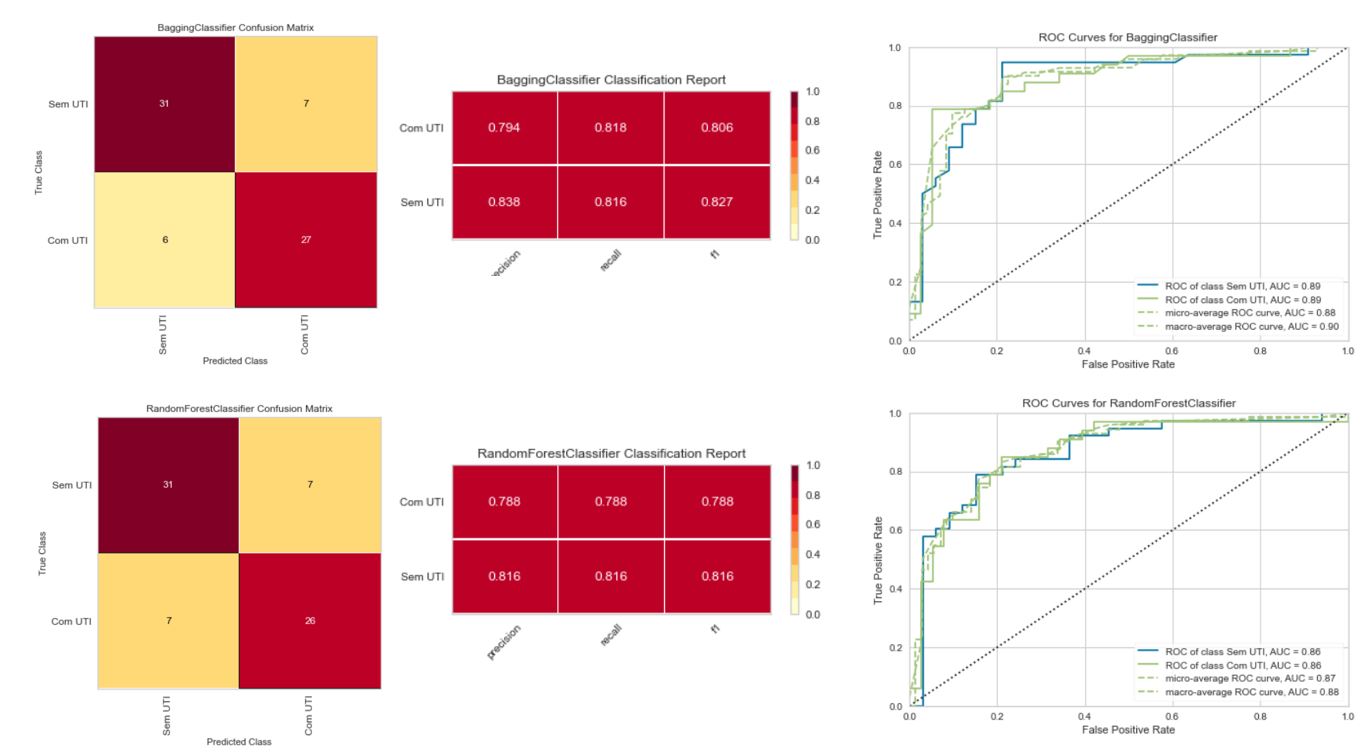 BaggingClassifier Confusion Matrix
True Class
Sem UTI
31
7
Com UTI
6
27
Sem UTI
Com UTI
Predicted Class
BaggingClassifier Classification Report
Com UTI
0.794
0.818
0.806
Sem UTI
0.838
0.816
0.827
ecision
recall
f1
1.0
0.8
0.6
0.4
0.2
0.0
ROC Curves for BaggingClassifier
True Positive Rate
1.0
0.8
0.6
0.4
0.2
0.0
ROC of class Sem UTI, AUC = 0.89
ROC of class Com UTI, AUC = 0.89
micro-average ROC curve, AUC = 0.88
macro-average ROC curve, AUC = 0.90
0.0
0.2
0.4
0.6
0.8
1.0
False Positive Rate
RandomForestClassifier Confusion Matrix
True Class
Sem UTI
31
7
Com UTI
7
26
Sem UTI
Com UTI
Predicted Class
RandomForestClassifier Classification Report
Com UTI
0.788
0.788
0.788
Sem UTI
0.816
0.816
0.816
precision
recall
f1
1.0
0.8
0.6
0.4
0.2
0.0
ROC Curves for RandomForestClassifier
True Positive Rate
1.0
0.8
0.6
0.4
0.2
0.0
ROC of class Sem UTI, AUC = 0.86
ROC of class Com UTI, AUC = 0.86
micro-average ROC curve, AUC = 0.87
macro-average ROC curve, AUC = 0.88
0.0
0.2
0.4
0.6
0.8
1.0
False Positive Rate